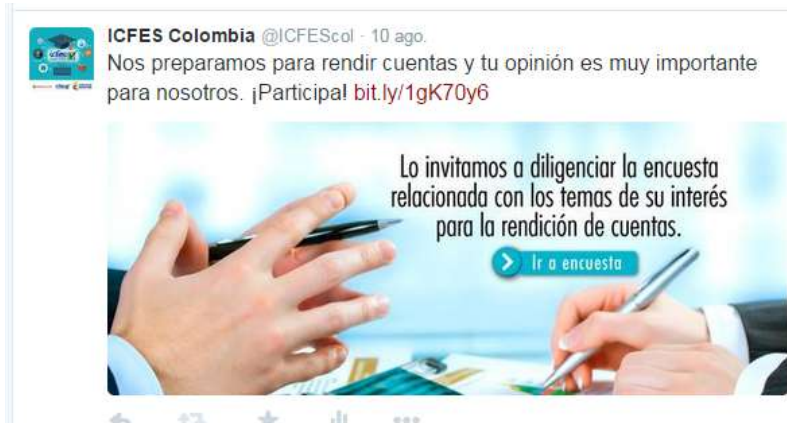 ICFES Colombia @ICFEScol · 10 ago.
Nos preparamos para rendir cuentas y tu opinión es muy importante
para nosotros. ¡Participa! bit.ly/1gK70y6
Lo invitamos a diligenciar la encuesta
relacionada con los temas de su interés
para la rendición de cuentas.
Ir a encuesta